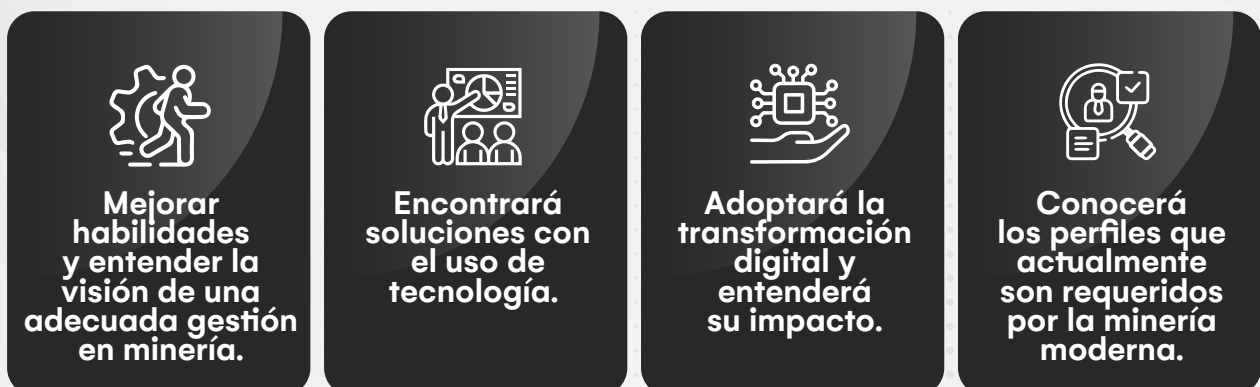 Mejorar
habilidades
y entender la
visión de una
adecuada gestión
en minería.
Encontrará
soluciones con
el uso de
tecnología.
Adoptará la
transformación
digital y
entenderá
su impacto.
Conocerá
los perfiles que
actualmente
son requeridos
por la minería
moderna.